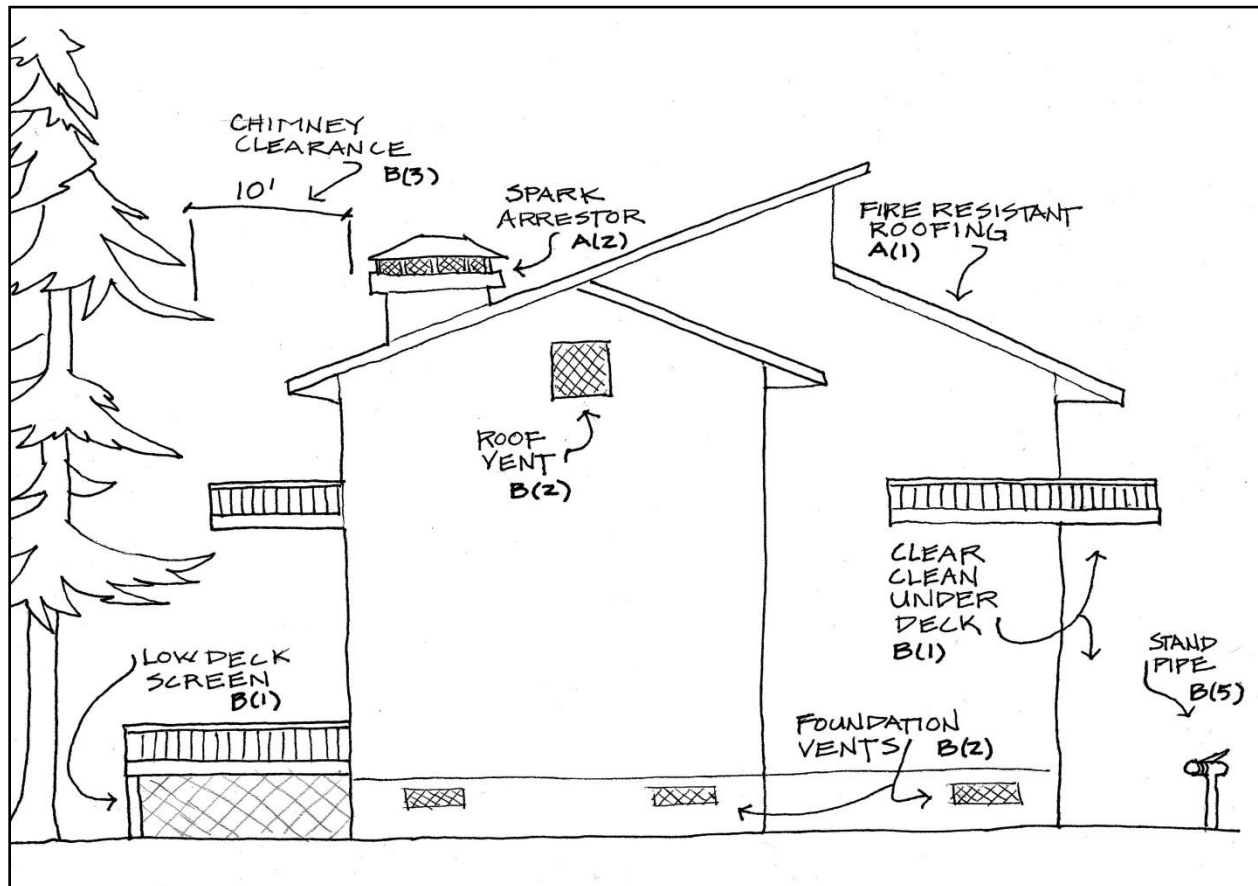 CHIMNEY
CLEARANCE
B(3)
10'
SPARK
ARRESTOR
A(2)
FIRE RESISTANT
ROOFING
A(1)
ROOF
VENT
B(2)
CLEAR
CLEAN
UNDER
DECK
B(1)
STAND
PIPE
B(5)
LOW DECK
SCREEN
B(1)
FOUNDATION
VENTS B(2)